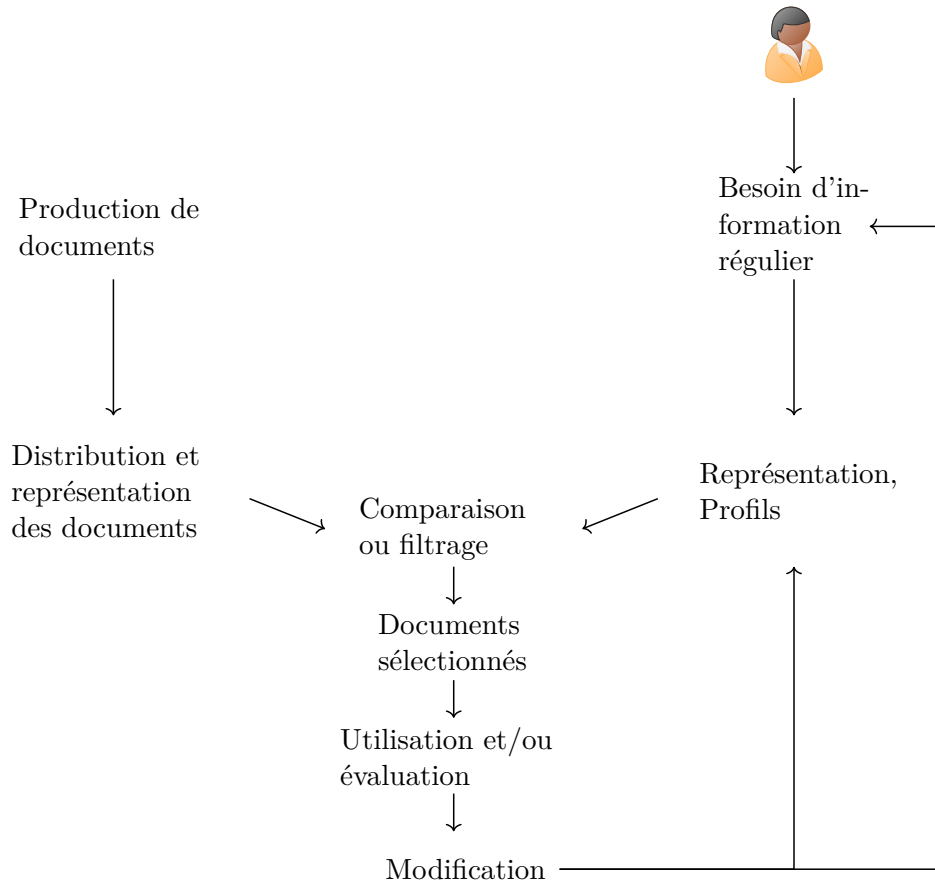 Besoin d'in-
formation
régulier
Production de
documents
Distribution et
représentation
des documents
Représentation,
Profils
Comparaison
ou filtrage
Documents
sélectionnés
Utilisation et/ou
évaluation
Modification